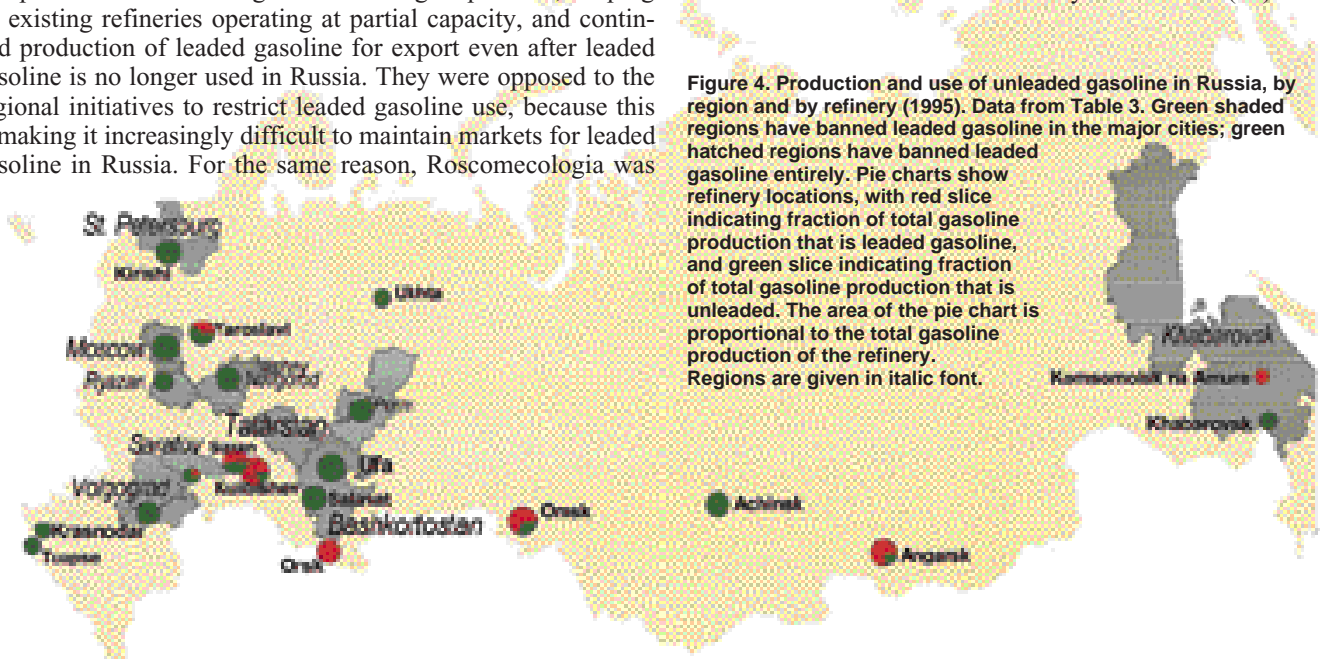 existing refineries operating at partial capacity, and contin-
d production of leaded gasoline for export even after leaded
soline is no longer used in Russia. They were opposed to the
gional initiatives to restrict leaded gasoline use, because this
making it increasingly difficult to maintain markets for leaded
soline in Russia. For the same reason, Roscomecologia was
Figure 4. Production and use of unleaded gasoline in Russia, by
region and by refinery (1995). Data from Table 3. Green shaded
regions have banned leaded gasoline in the major cities; green
hatched regions have banned leaded
gasoline entirely. Pie charts show
refinery locations, with red slice
indicating fraction of total gasoline
production that is leaded gasoline,
and green slice indicating fraction
of total gasoline production that is
unleaded. The area of the pie chart is
proportional to the total gasoline
production of the refinery.
Regions are given in italic font.
St. Petersburg
Kirishi
Ukhta
Yaroslavl
Moscow
Ryazan
Novgorod
Perm
Tatarstan
Saratov
Ufa
Volgograd
Salavat
Bashkortostan
Omsk
Krasnodar
Tuapse
Orsk
Achinsk
Angarsk
Khabarovsk
Komsomolsk na Amure
Khabarovsk